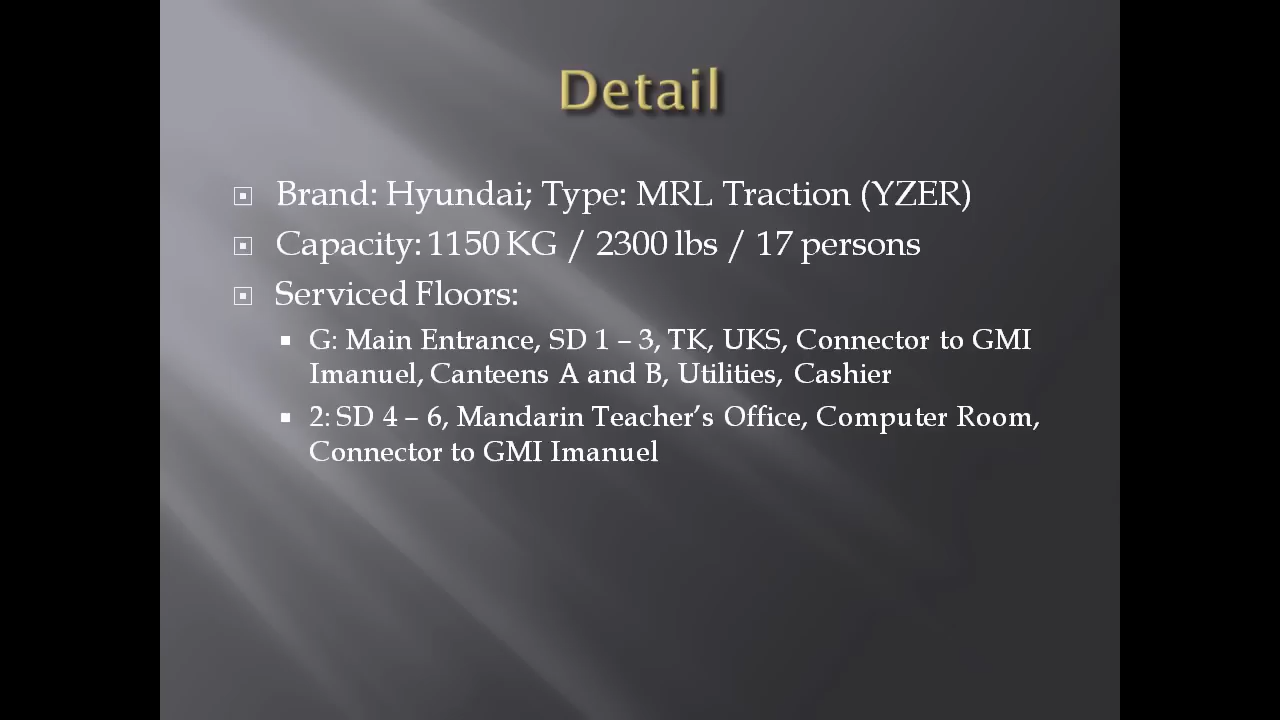 Detail
Brand: Hyundai; Type: MRL Traction (YZER)
Capacity: 1150 KG / 2300 lbs / 17 persons
Serviced Floors:
G: Main Entrance, SD 1 – 3, TK, UKS, Connector to GMI
Imanuel, Canteens A and B, Utilities, Cashier
2: SD 4 – 6, Mandarin Teacher’s Office, Computer Room,
Connector to GMI Imanuel